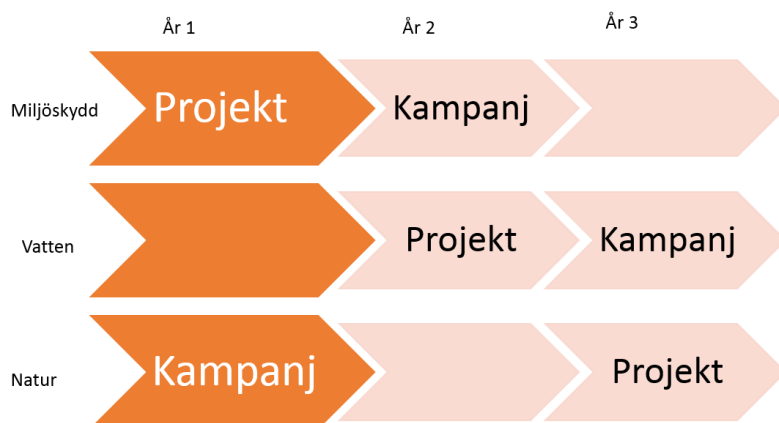 År 1
År 2
År 3
Miljöskydd
Projekt
Kampanj
Vatten
Projekt
Kampanj
Natur
Kampanj
Projekt